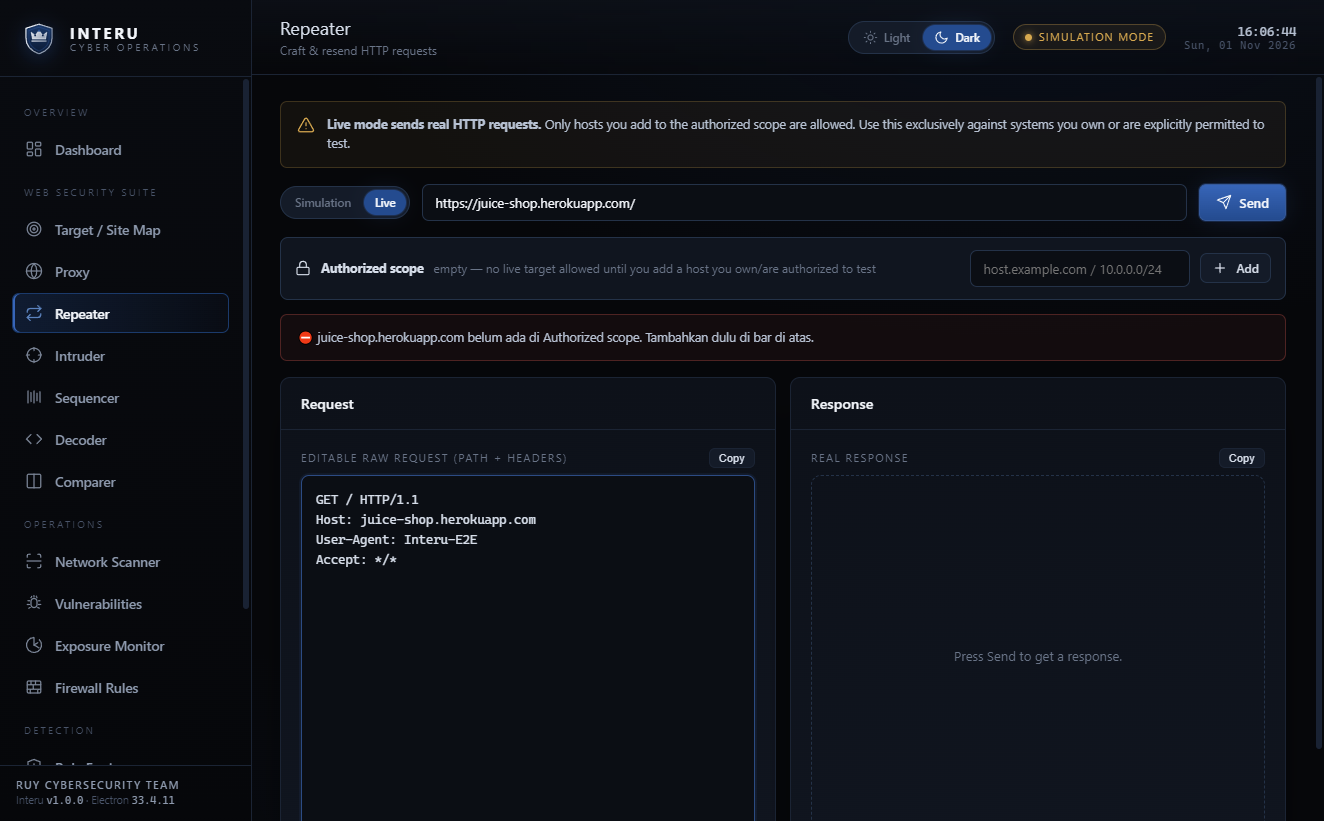 INTERU
CYBER OPERATIONS
OVERVIEW
Dashboard
WEB SECURITY SUITE
Target / Site Map
Proxy
Repeater
Intruder
Sequencer
Decoder
Comparer
OPERATIONS
Network Scanner
Vulnerabilities
Exposure Monitor
Firewall Rules
DETECTION
RUY CYBERSECURITY TEAM
Interu v1.0.0 · Electron 33.4.11
Repeater
Craft & resend HTTP requests
Light
Dark
SIMULATION MODE
16:06:44
Sun, 01 Nov 2026
Live mode sends real HTTP requests. Only hosts you add to the authorized scope are allowed. Use this exclusively against systems you own or are explicitly permitted to
test.
Simulation
Live
https://juice-shop.herokuapp.com/
Send
Authorized scope empty — no live target allowed until you add a host you own/are authorized to test
host.example.com / 10.0.0.0/24
+ Add
juice-shop.herokuapp.com belum ada di Authorized scope. Tambahkan dulu di bar di atas.
Request
EDITABLE RAW REQUEST (PATH + HEADERS)
Copy
GET / HTTP/1.1
Host: juice-shop.herokuapp.com
User-Agent: Interu-E2E
Accept: */*
Response
REAL RESPONSE
Copy
Press Send to get a response.